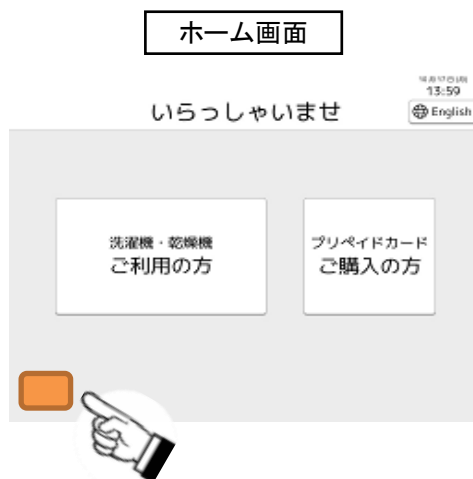 ホーム画面
13:59
いらっしゃいませ
English
洗濯機・乾燥機
ご利用の方
プリペイドカード
ご購入の方